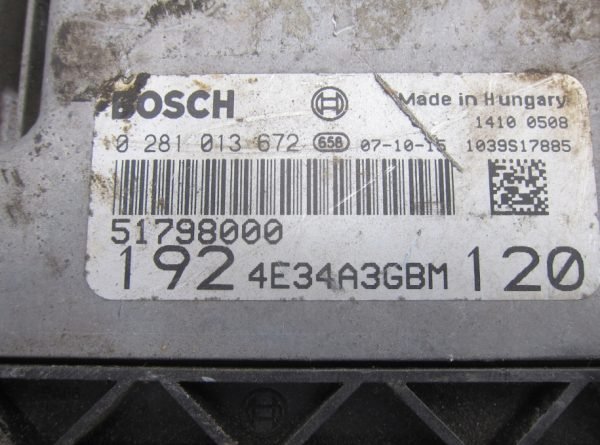 BOSCH Made in Hungary
1410 0508
0 281 013 672 658 07-10-15 1039S17885
51798000
192 4E34A3GBM 120